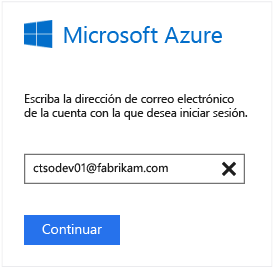 Microsoft Azure
Escriba la dirección de correo electrónico
de la cuenta con la que desea iniciar sesión.
ctsodev01@fabrikam.com
Continuar